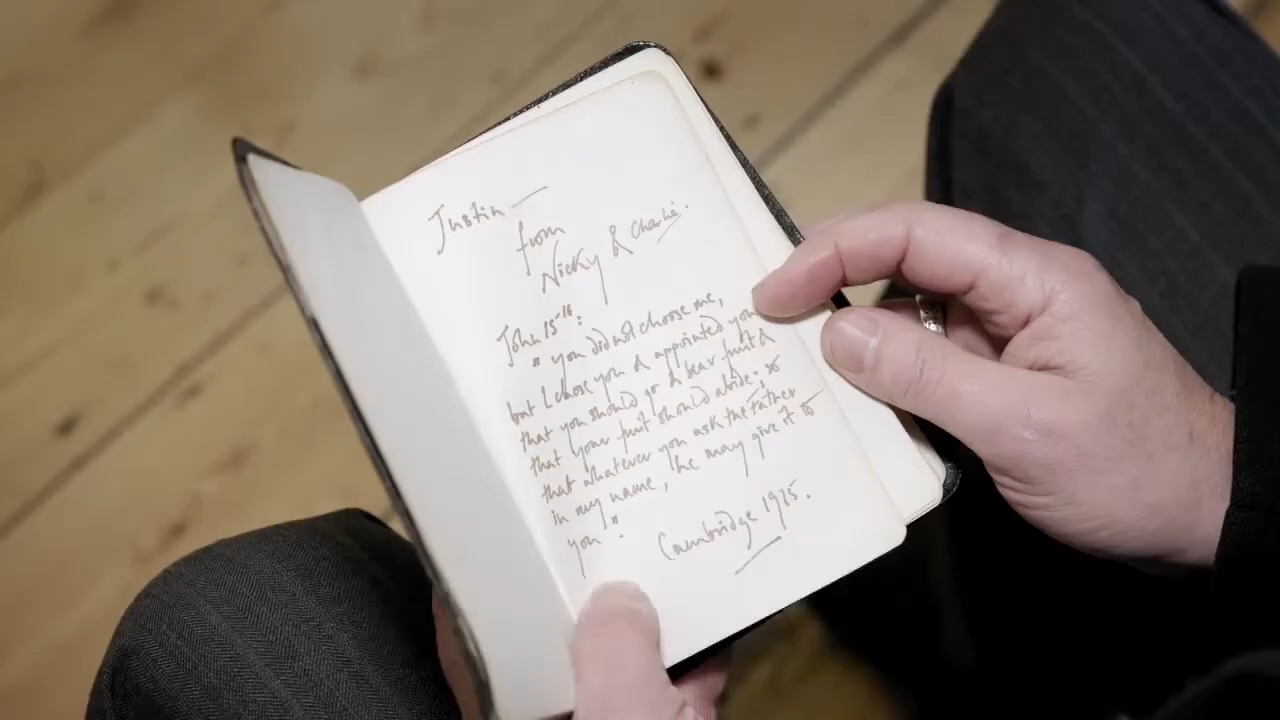 Justin —
from
Nicky & Charlie.
John 15-16:
" you did not choose me,
but I chose you & appointed you
that you should go & bear fruit &
that your fruit should abide; so
that whatever you ask the Father
in my name, he may give it to
you."
Cambridge 1975.